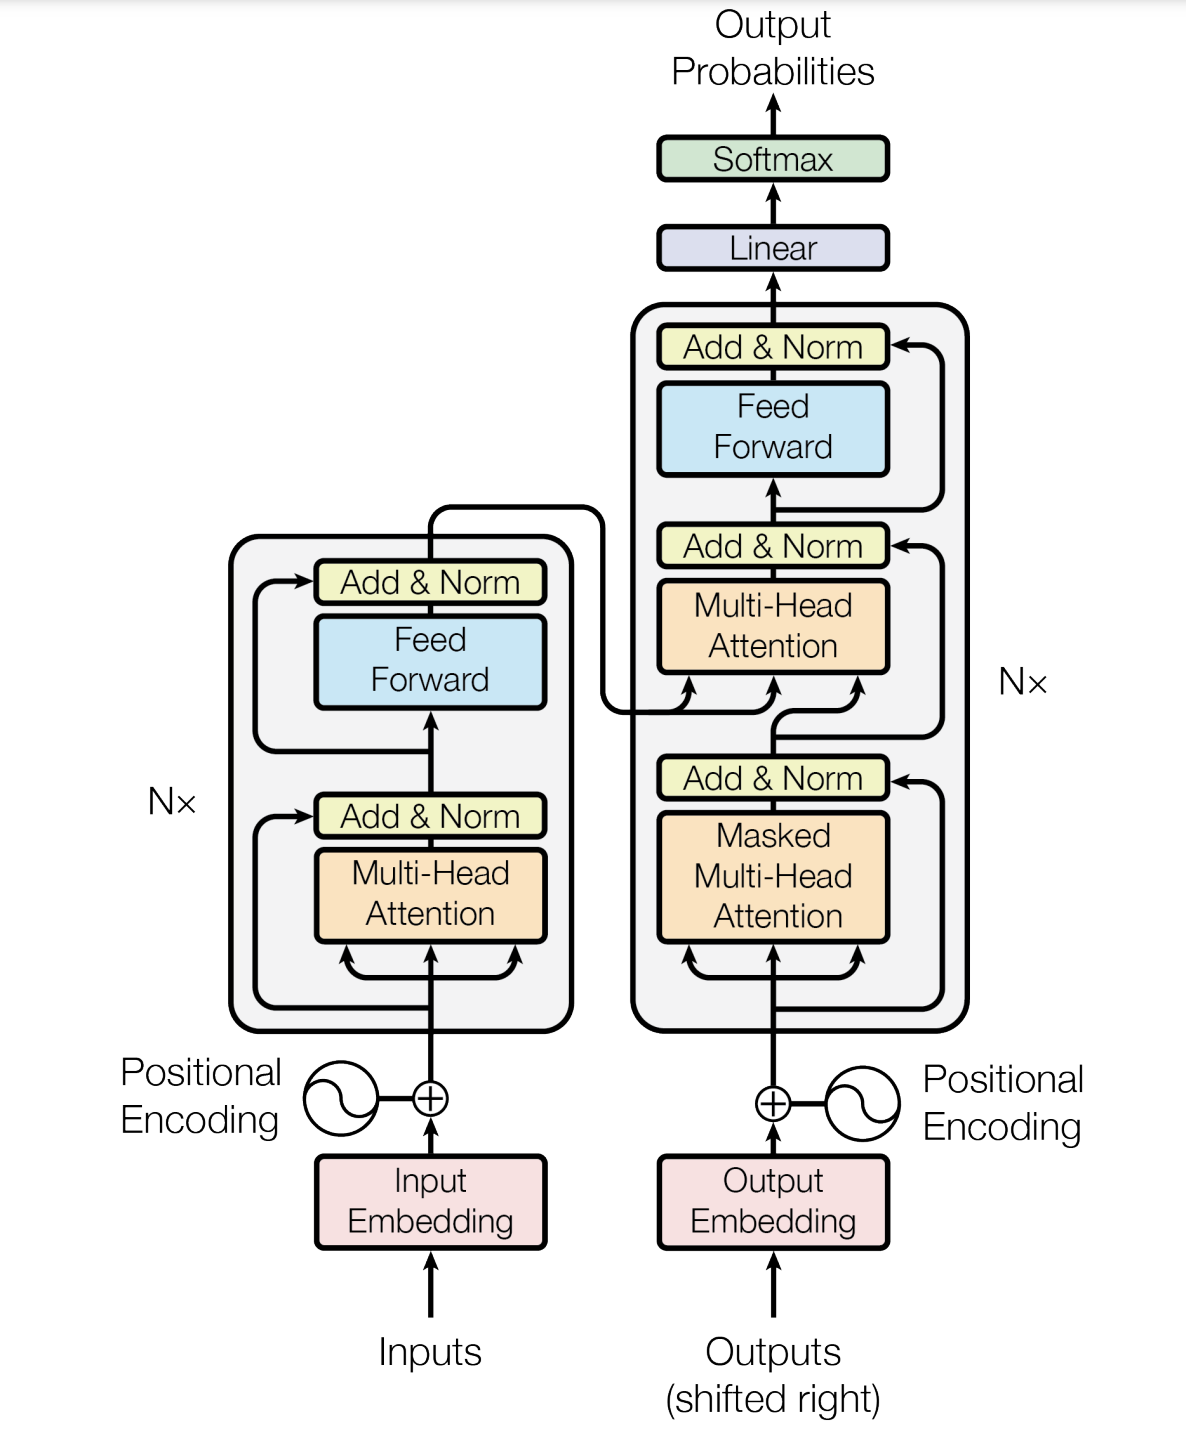 Output
Probabilities
Softmax
Linear
Add & Norm
Feed
Forward
Add & Norm
Multi-Head
Attention
Add & Norm
Masked
Multi-Head
Attention
N×
Positional
Encoding
Output
Embedding
Outputs
(shifted right)
Add & Norm
Feed
Forward
Add & Norm
Multi-Head
Attention
N×
Positional
Encoding
Input
Embedding
Inputs